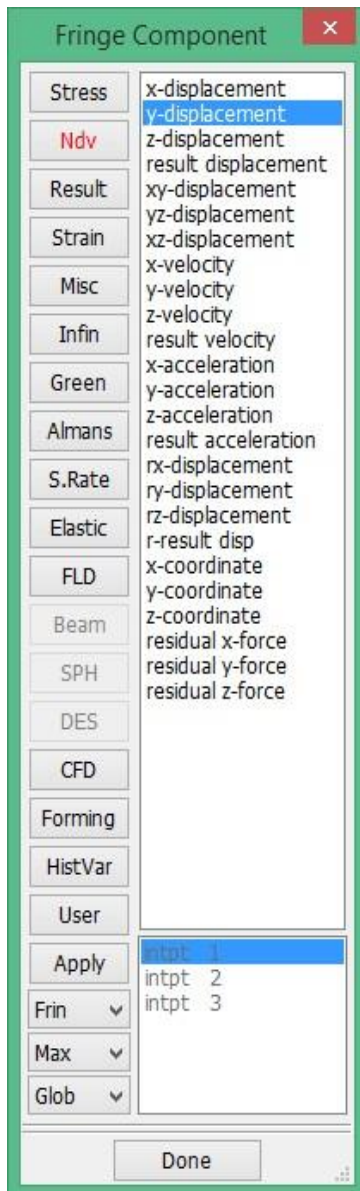 Fringe Component
Stress
Ndv
Result
Strain
Misc
Infin
Green
Almans
S.Rate
Elastic
FLD
Beam
SPH
DES
CFD
Forming
HistVar
User
Apply
Frin
Max
Glob
x-displacement
y-displacement
z-displacement
result displacement
xy-displacement
yz-displacement
xz-displacement
x-velocity
y-velocity
z-velocity
result velocity
x-acceleration
y-acceleration
z-acceleration
result acceleration
rx-displacement
ry-displacement
rz-displacement
r-result disp
x-coordinate
y-coordinate
z-coordinate
residual x-force
residual y-force
residual z-force
intpt 1
intpt 2
intpt 3
Done